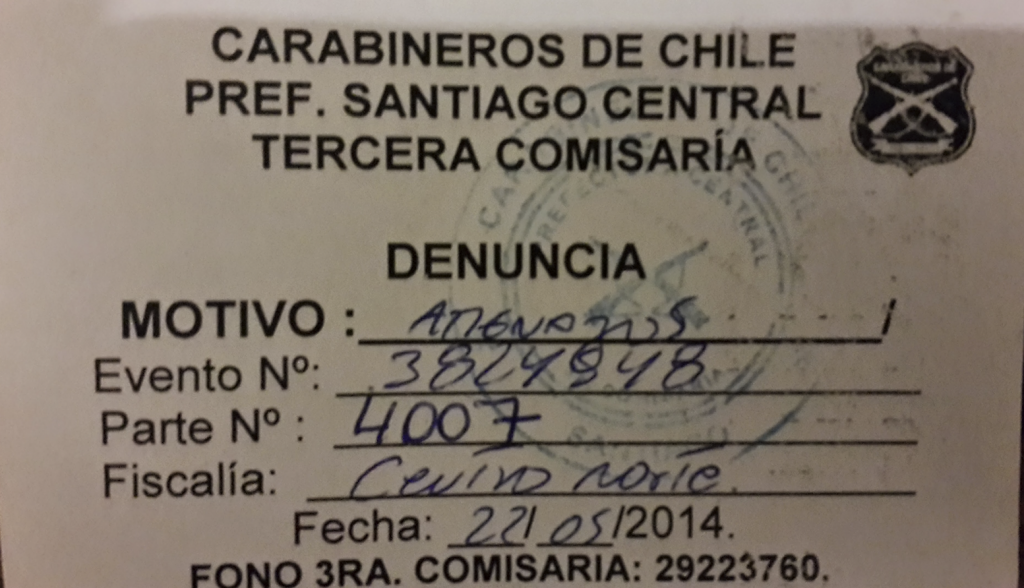 CARABINEROS DE CHILE
PREF. SANTIAGO CENTRAL
TERCERA COMISARÍA
DENUNCIA
MOTIVO : Amenazas /
Evento Nº: 3824948
Parte Nº : 4007
Fiscalía: Centro Norte.
Fecha: 22/05/2014.
FONO 3RA. COMISARIA: 29223760.